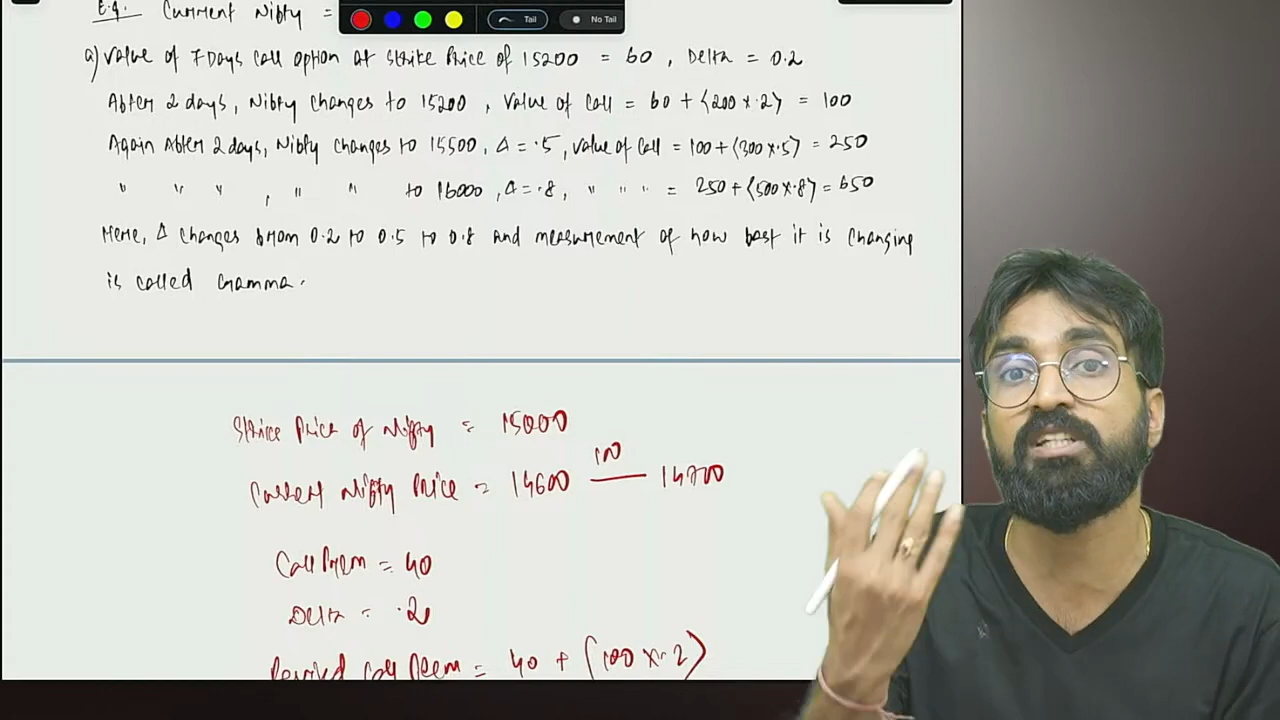 E.g. Current Nifty =
Tail
No Tail
a) Value of 7 Days Call option at Strike Price of 15200 = 60, Delta = 0.2
After 2 days, Nifty changes to 15200, Value of Call = 60 + (200 x .2) = 100
Again After 2 days, Nifty changes to 15500, Δ = .5, Value of Call = 100 + (300 x .5) = 250
" " " , " " to 16000, Δ = .8, " " " = 250 + (500 x .8) = 650
Here, Δ changes from 0.2 to 0.5 to 0.8 and measurement of how fast it is changing
is called Gamma.
Strike Price of Nifty = 15000
100
Current Nifty Price = 14600 — 14700
Call Prem = 40
Delta = .2
Revised Call Prem = 40 + (100 x .2)